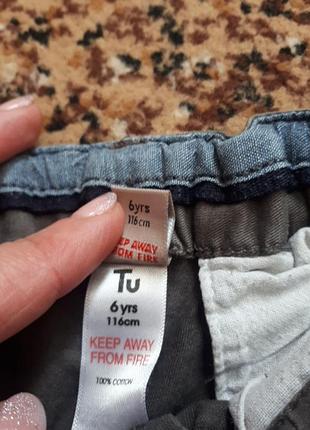 6yrs
116cm
KEEP AWAY
FROM FIRE
Tu
6 yrs
116cm
KEEP AWAY
FROM FIRE
100% COTTON